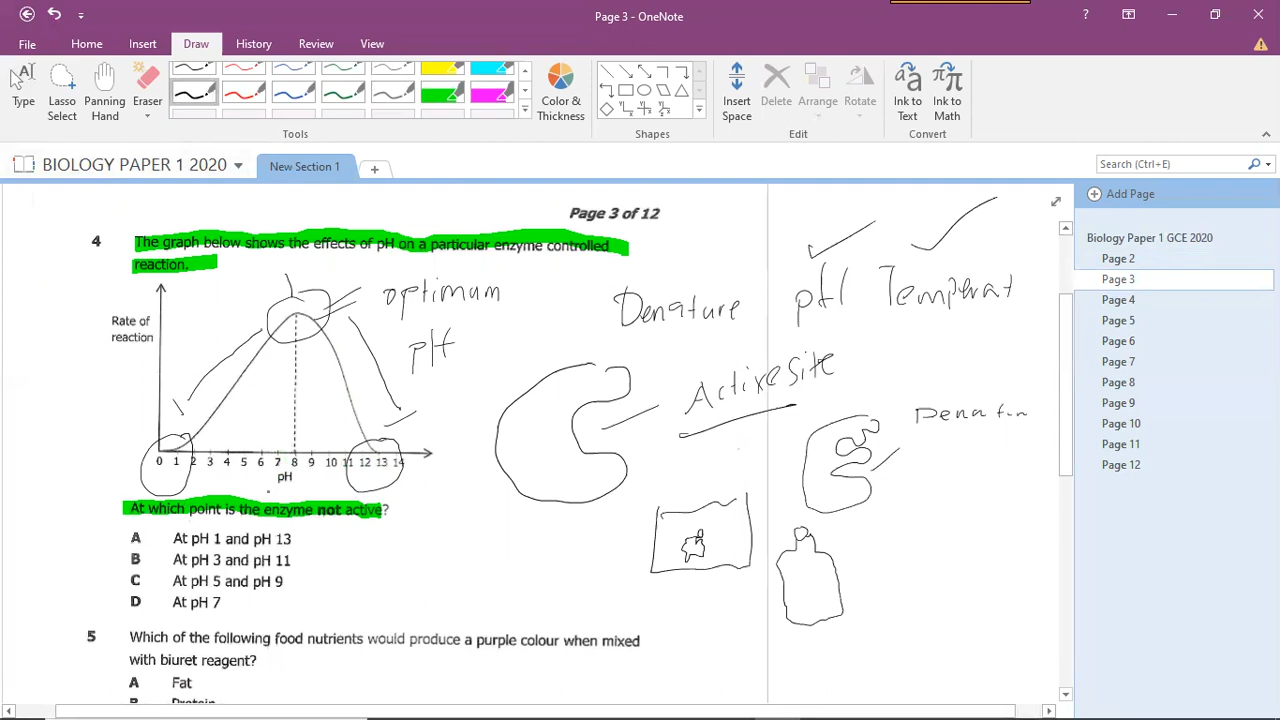 Page 3 - OneNote
?
File
Home
Insert
Draw
History
Review
View
Type
Lasso Select
Panning Hand
Eraser
Color & Thickness
Insert Space
Delete
Arrange
Rotate
Ink to Text
Ink to Math
Tools
Shapes
Edit
Convert
BIOLOGY PAPER 1 2020
New Section 1
Search (Ctrl+E)
Add Page
Biology Paper 1 GCE 2020
Page 2
Page 3
Page 4
Page 5
Page 6
Page 7
Page 8
Page 9
Page 10
Page 11
Page 12
Page 3 of 12
4 The graph below shows the effects of pH on a particular enzyme controlled
reaction.
optimum
pH
Denature
pH Temperat
Active Site
Denatur
Rate of
reaction
0 1 2 3 4 5 6 7 8 9 10 11 12 13 14
pH
At which point is the enzyme not active?
A At pH 1 and pH 13
B At pH 3 and pH 11
C At pH 5 and pH 9
D At pH 7
5 Which of the following food nutrients would produce a purple colour when mixed
with biuret reagent?
A Fat
B Protein